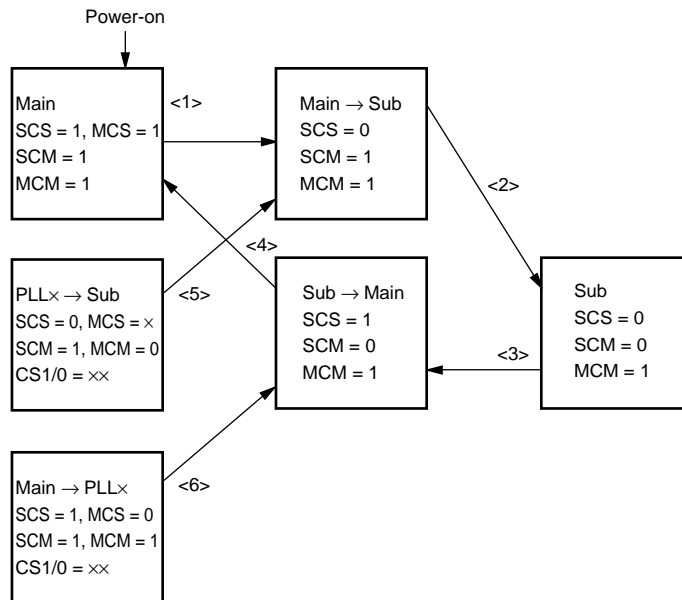 Power-on
Main
SCS = 1, MCS = 1
SCM = 1
MCM = 1
<1>
Main → Sub
SCS = 0
SCM = 1
MCM = 1
<2>
<4>
PLL× → Sub
SCS = 0, MCS = ×
SCM = 1, MCM = 0
CS1/0 = ××
<5>
Sub → Main
SCS = 1
SCM = 0
MCM = 1
<3>
Sub
SCS = 0
SCM = 0
MCM = 1
Main → PLL×
SCS = 1, MCS = 0
SCM = 1, MCM = 1
CS1/0 = ××
<6>